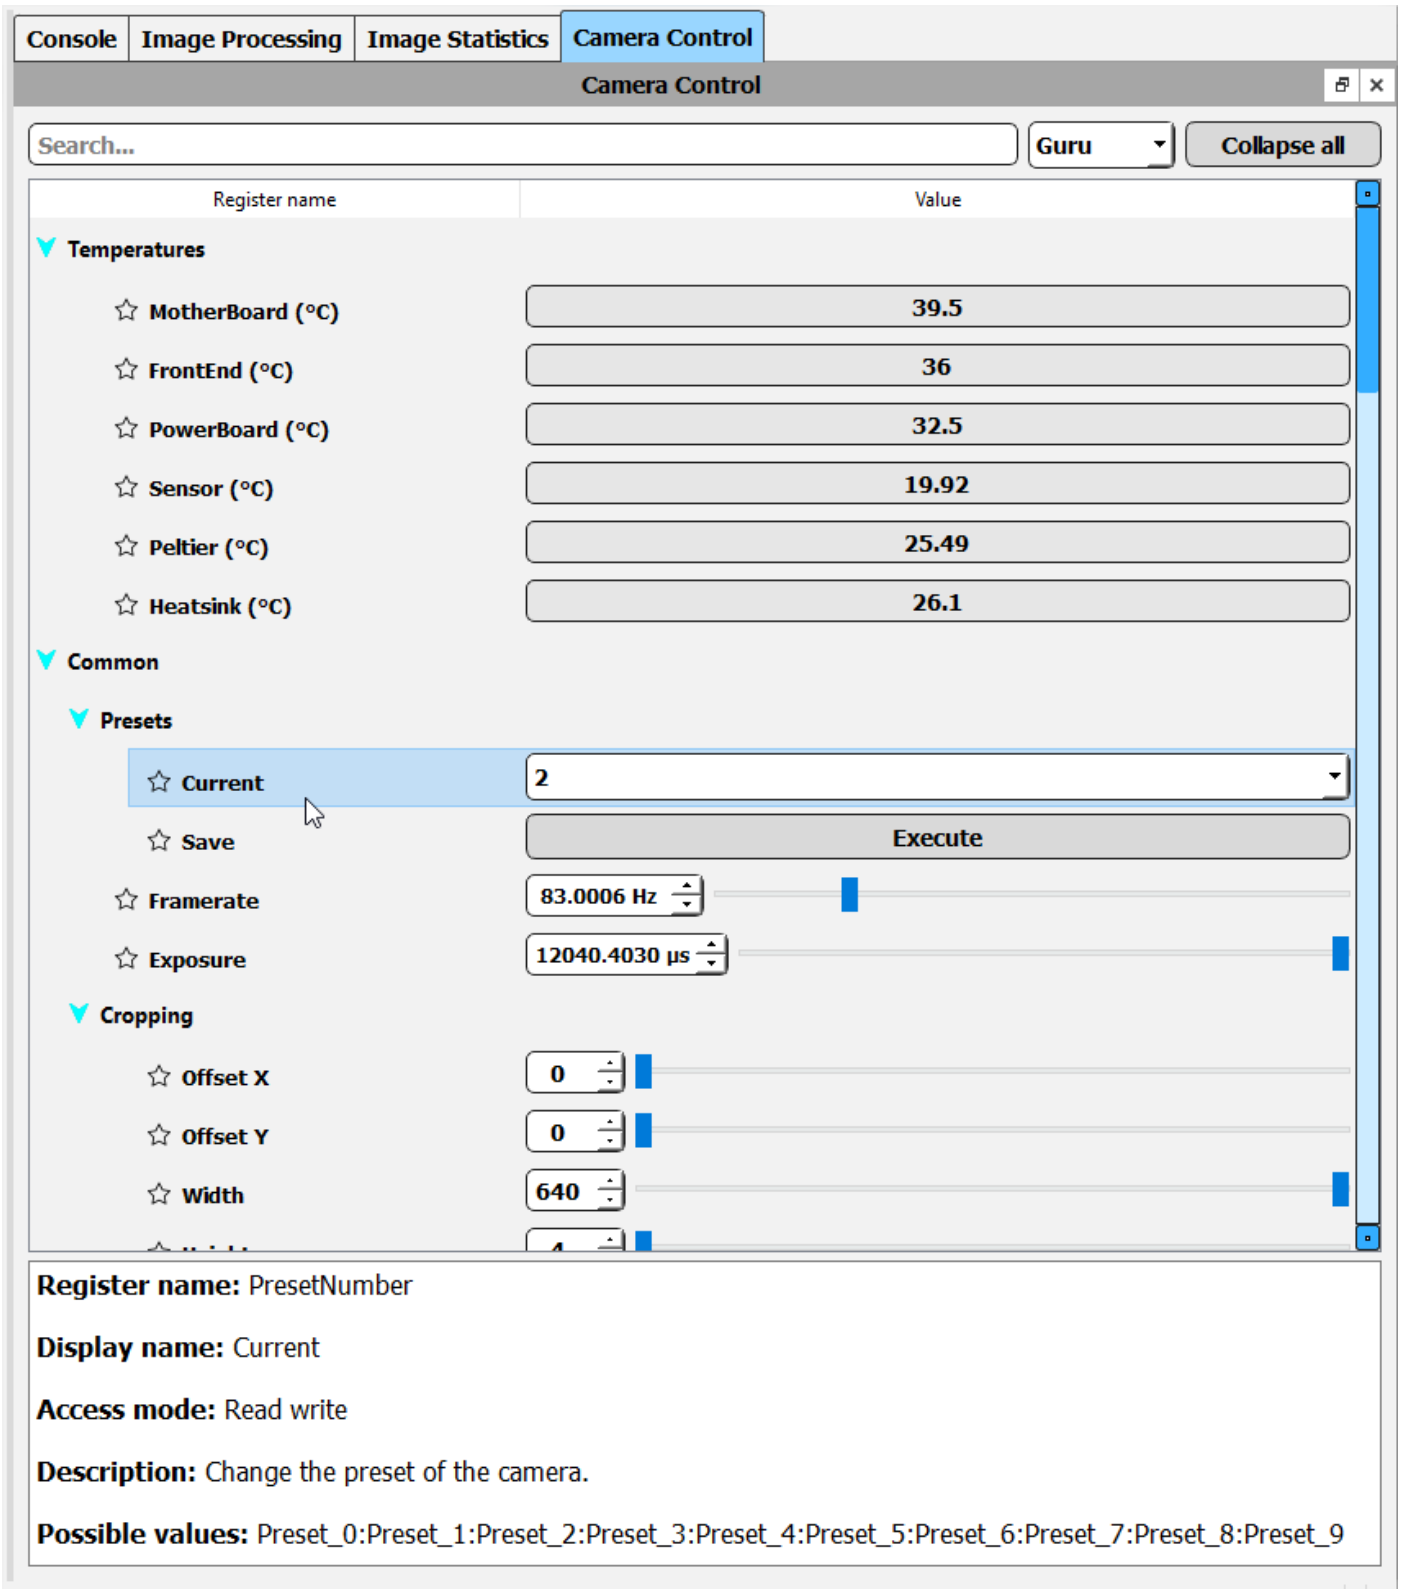 Console Image Processing Image Statistics Camera Control
Camera Control
Search... Guru Collapse all
Register name Value
Temperatures
MotherBoard (°C) 39.5
FrontEnd (°C) 36
PowerBoard (°C) 32.5
Sensor (°C) 19.92
Peltier (°C) 25.49
Heatsink (°C) 26.1
Common
Presets
Current 2
Save Execute
Framerate 83.0006 Hz
Exposure 12040.4030 µs
Cropping
Offset X 0
Offset Y 0
Width 640
Register name: PresetNumber
Display name: Current
Access mode: Read write
Description: Change the preset of the camera.
Possible values: Preset_0:Preset_1:Preset_2:Preset_3:Preset_4:Preset_5:Preset_6:Preset_7:Preset_8:Preset_9